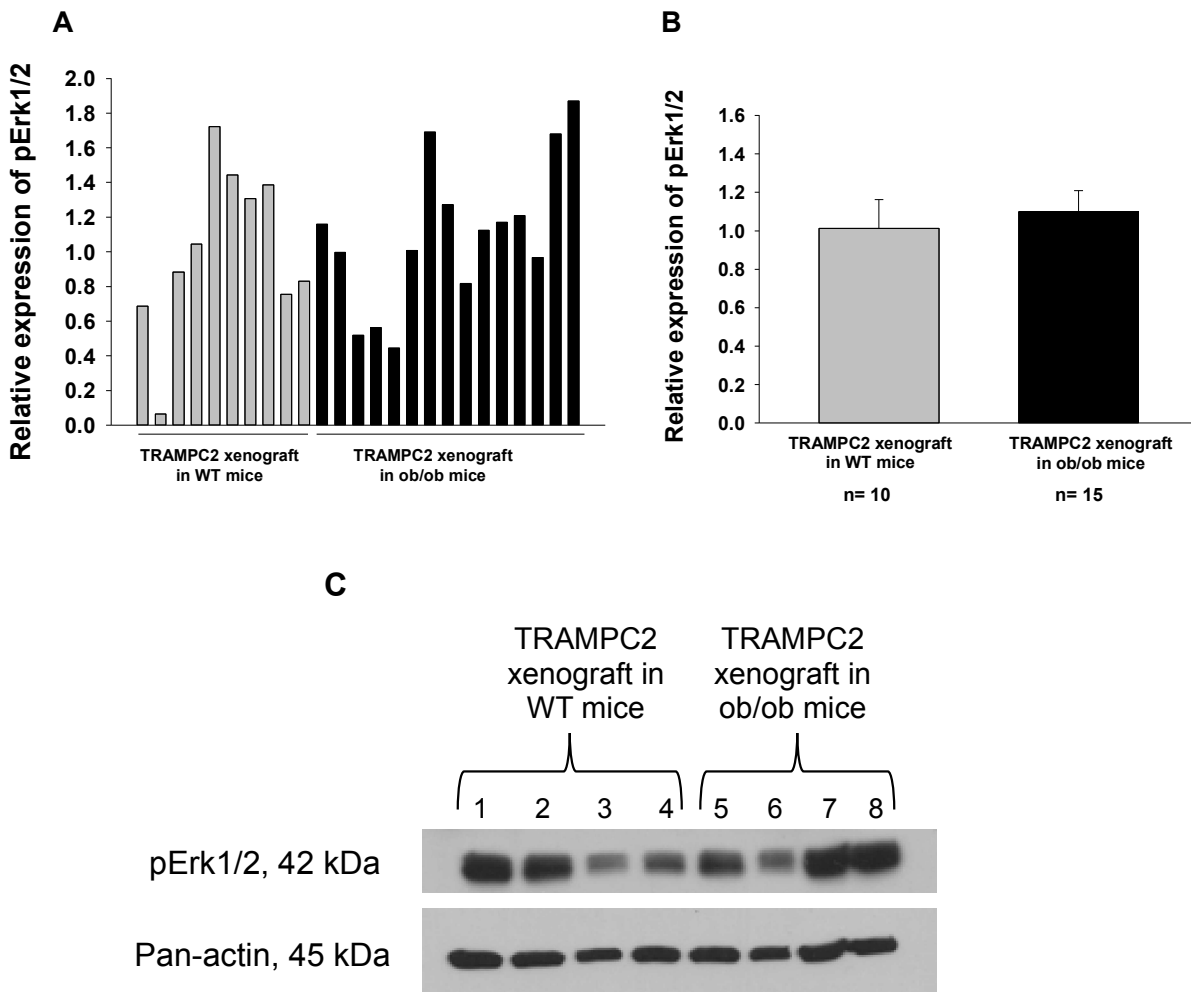 A
Relative expression of pErk1/2
2.0
1.8
1.6
1.4
1.2
1.0
0.8
0.6
0.4
0.2
0.0
TRAMPC2 xenograft
in WT mice
TRAMPC2 xenograft
in ob/ob mice
B
Relative expression of pErk1/2
1.6
1.4
1.2
1.0
0.8
0.6
0.4
0.2
0.0
TRAMPC2 xenograft
in WT mice
n= 10
TRAMPC2 xenograft
in ob/ob mice
n= 15
C
TRAMPC2
xenograft in
WT mice
TRAMPC2
xenograft in
ob/ob mice
1 2 3 4 5 6 7 8
pErk1/2, 42 kDa
Pan-actin, 45 kDa